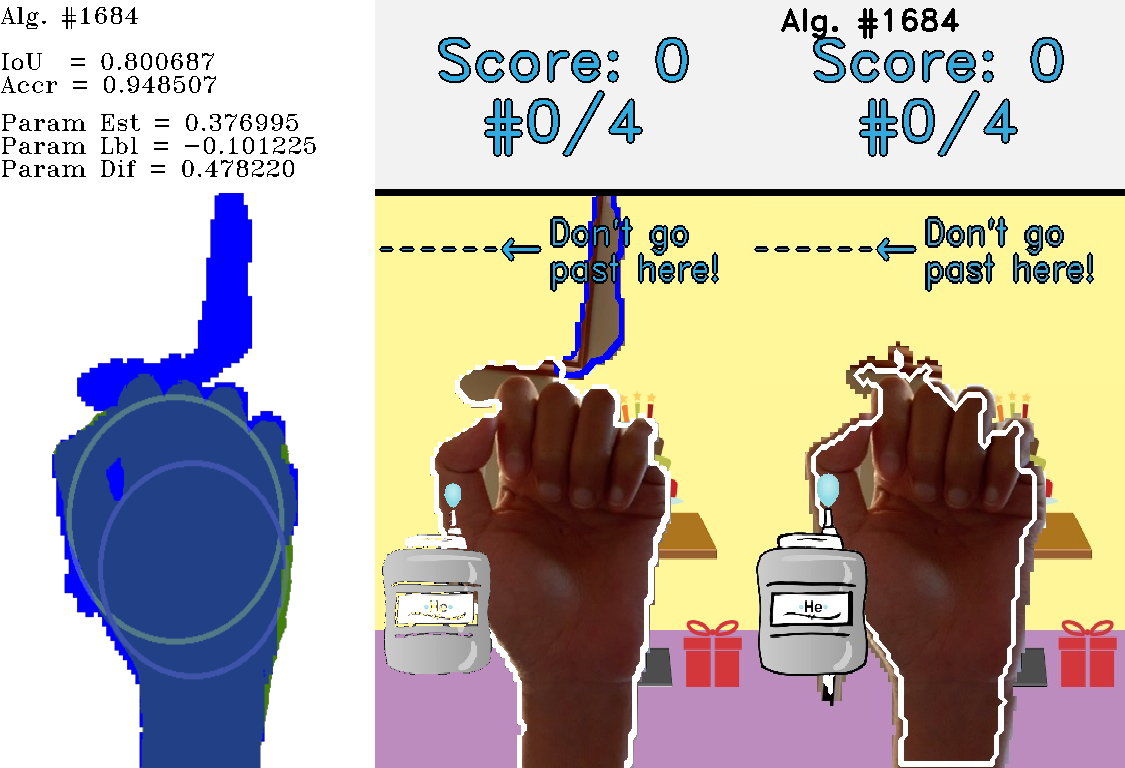 Alg. #1684
IoU = 0.800687
Accr = 0.948507
Param Est = 0.376995
Param Lbl = −0.101225
Param Dif = 0.478220
Score: 0
#0/4
Don't go
past here!
He
Alg. #1684
Score: 0
#0/4
Don't go
past here!
He